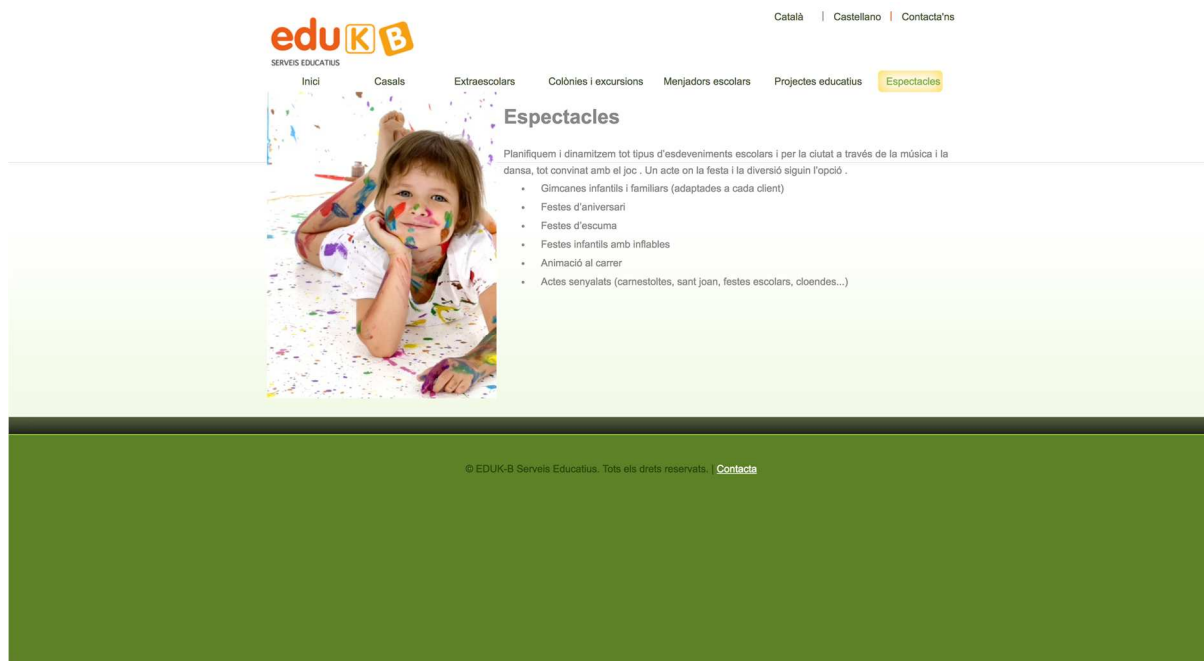 Català | Castellano | Contacta'ns
eduKB
SERVEIS EDUCATIUS
Inici Casals Extraescolars Colònies i excursions Menjadors escolars Projectes educatius Espectacles
Espectacles
Planifiquem i dinamitzem tot tipus d'esdeveniments escolars i per la ciutat a través de la música i la
dansa, tot convinat amb el joc . Un acte on la festa i la diversió siguin l'opció .
• Gimcanes infantils i familiars (adaptades a cada client)
• Festes d'aniversari
• Festes d'escuma
• Festes infantils amb inflables
• Animació al carrer
• Actes senyalats (carnestoltes, sant joan, festes escolars, cloendes...)
© EDUK-B Serveis Educatius. Tots els drets reservats. | Contacta